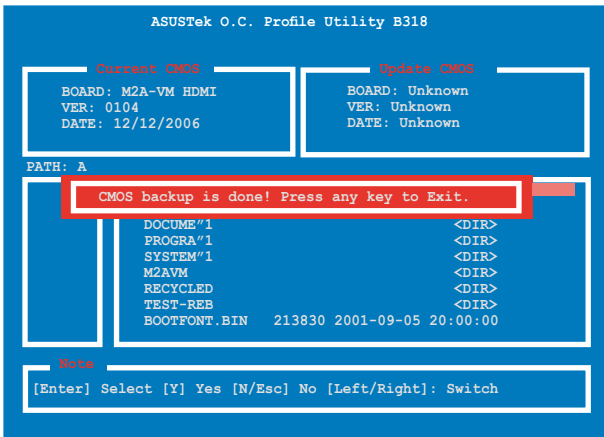 ASUSTek O.C. Profile Utility B318
Current CMOS
BOARD: M2A-VM HDMI
VER: 0104
DATE: 12/12/2006
Update CMOS
BOARD: Unknown
VER: Unknown
DATE: Unknown
PATH: A
CMOS backup is done! Press any key to Exit.
DOCUME"1 <DIR>
PROGRA"1 <DIR>
SYSTEM"1 <DIR>
M2AVM <DIR>
RECYCLED <DIR>
TEST-REB <DIR>
BOOTFONT.BIN 213830 2001-09-05 20:00:00
Note
[Enter] Select [Y] Yes [N/Esc] No [Left/Right]: Switch